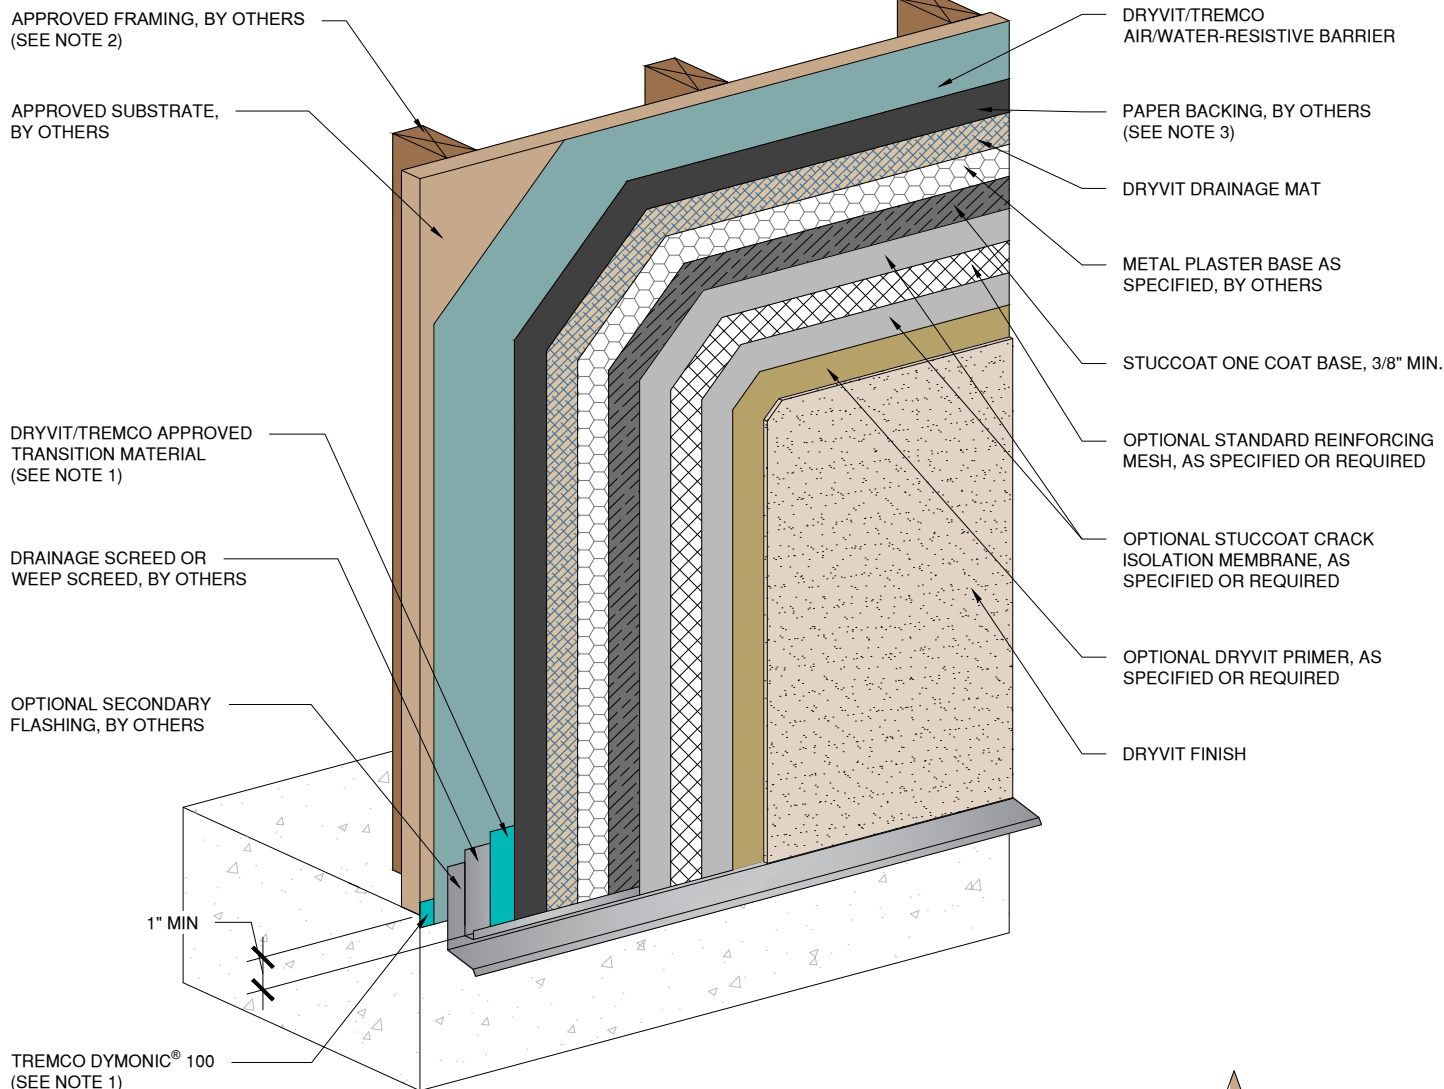 APPROVED FRAMING, BY OTHERS
(SEE NOTE 2)
APPROVED SUBSTRATE,
BY OTHERS
DRYVIT/TREMCO APPROVED
TRANSITION MATERIAL
(SEE NOTE 1)
DRAINAGE SCREED OR
WEEP SCREED, BY OTHERS
OPTIONAL SECONDARY
FLASHING, BY OTHERS
1" MIN
TREMCO DYMONIC® 100
(SEE NOTE 1)
DRYVIT/TREMCO
AIR/WATER-RESISTIVE BARRIER
PAPER BACKING, BY OTHERS
(SEE NOTE 3)
DRYVIT DRAINAGE MAT
METAL PLASTER BASE AS
SPECIFIED, BY OTHERS
STUCCOAT ONE COAT BASE, 3/8" MIN.
OPTIONAL STANDARD REINFORCING
MESH, AS SPECIFIED OR REQUIRED
OPTIONAL STUCCOAT CRACK
ISOLATION MEMBRANE, AS
SPECIFIED OR REQUIRED
OPTIONAL DRYVIT PRIMER, AS
SPECIFIED OR REQUIRED
DRYVIT FINISH